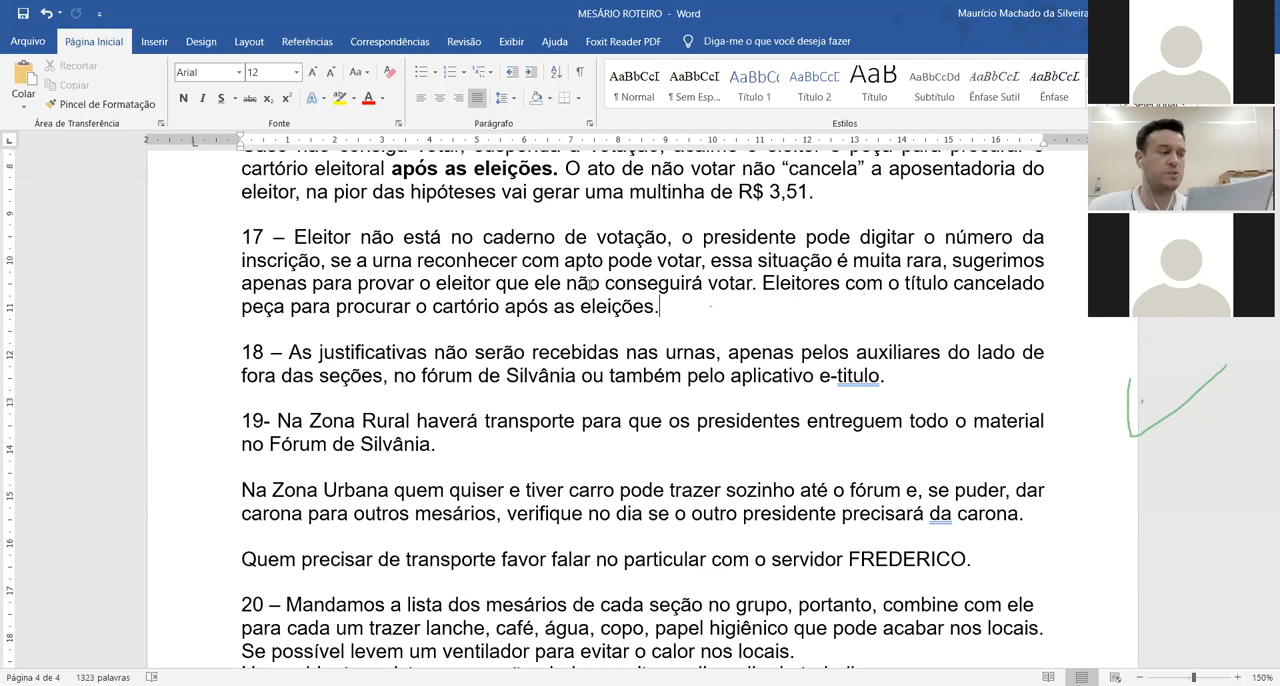 MESÁRIO ROTEIRO - Word
Maurício Machado da Silveira
Arquivo
Página Inicial
Inserir
Design
Layout
Referências
Correspondências
Revisão
Exibir
Ajuda
Foxit Reader PDF
Diga-me o que você deseja fazer
Colar
Recortar
Copiar
Pincel de Formatação
Área de Transferência
Arial
12
Fonte
Parágrafo
AaBbCcI
¶ Normal
AaBbCcI
¶ Sem Esp...
AaBbCc
Título 1
AaBbCcI
Título 2
AaB
Título
AaBbCcDd
Subtítulo
AaBbCcL
Ênfase Sutil
AaBbCcL
Ênfase
Estilos
cartório eleitoral após as eleições. O ato de não votar não “cancela” a aposentadoria do
eleitor, na pior das hipóteses vai gerar uma multinha de R$ 3,51.
17 – Eleitor não está no caderno de votação, o presidente pode digitar o número da
inscrição, se a urna reconhecer com apto pode votar, essa situação é muita rara, sugerimos
apenas para provar o eleitor que ele não conseguirá votar. Eleitores com o título cancelado
peça para procurar o cartório após as eleições.
18 – As justificativas não serão recebidas nas urnas, apenas pelos auxiliares do lado de
fora das seções, no fórum de Silvânia ou também pelo aplicativo e-titulo.
19- Na Zona Rural haverá transporte para que os presidentes entreguem todo o material
no Fórum de Silvânia.
Na Zona Urbana quem quiser e tiver carro pode trazer sozinho até o fórum e, se puder, dar
carona para outros mesários, verifique no dia se o outro presidente precisará da carona.
Quem precisar de transporte favor falar no particular com o servidor FREDERICO.
20 – Mandamos a lista dos mesários de cada seção no grupo, portanto, combine com ele
para cada um trazer lanche, café, água, copo, papel higiênico que pode acabar nos locais.
Se possível levem um ventilador para evitar o calor nos locais.
Página 4 de 4
1323 palavras
150%